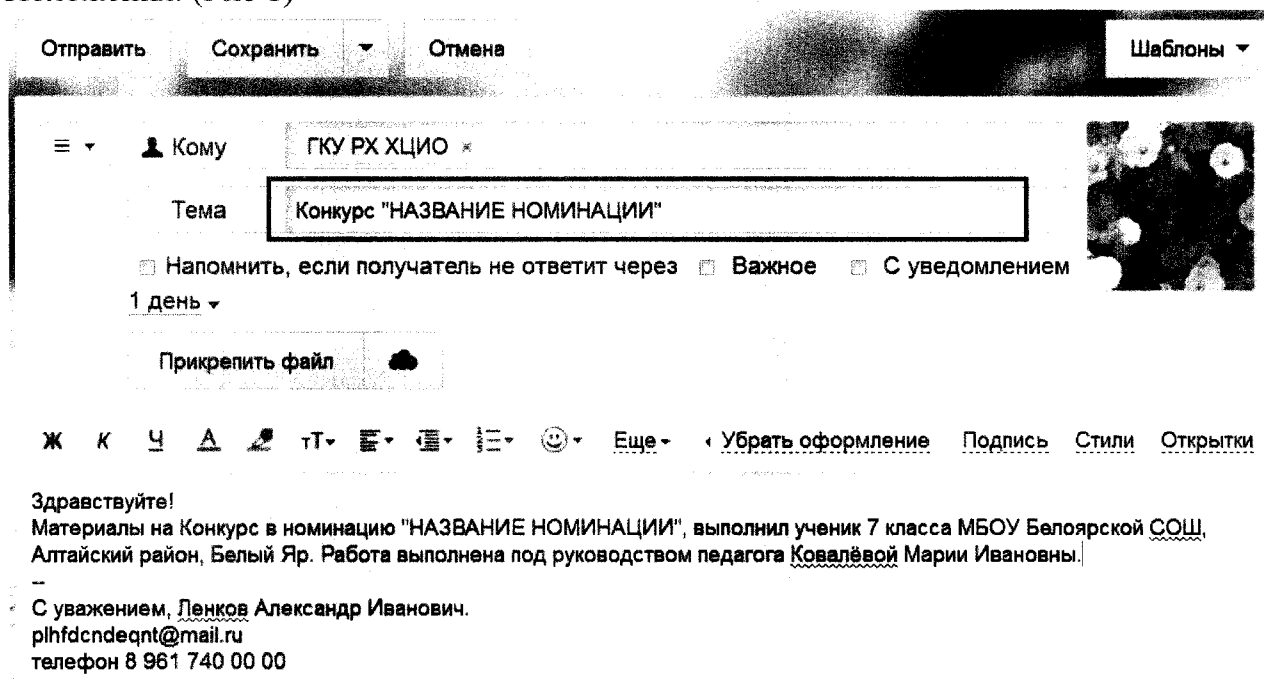 Отправить Сохранить Отмена Шаблоны
Кому ГКУ РХ ХЦИО ×
Тема Конкурс "НАЗВАНИЕ НОМИНАЦИИ"
Напомнить, если получатель не ответит через Важное С уведомлением
1 день
Прикрепить файл
Ж К Ч А тТ Еще Убрать оформление Подпись Стили Открытки
Здравствуйте!
Материалы на Конкурс в номинацию "НАЗВАНИЕ НОМИНАЦИИ", выполнил ученик 7 класса МБОУ Белоярской СОШ,
Алтайский район, Белый Яр. Работа выполнена под руководством педагога Ковалёвой Марии Ивановны.
--
С уважением, Ленков Александр Иванович.
plhfdcndeqnt@mail.ru
телефон 8 961 740 00 00